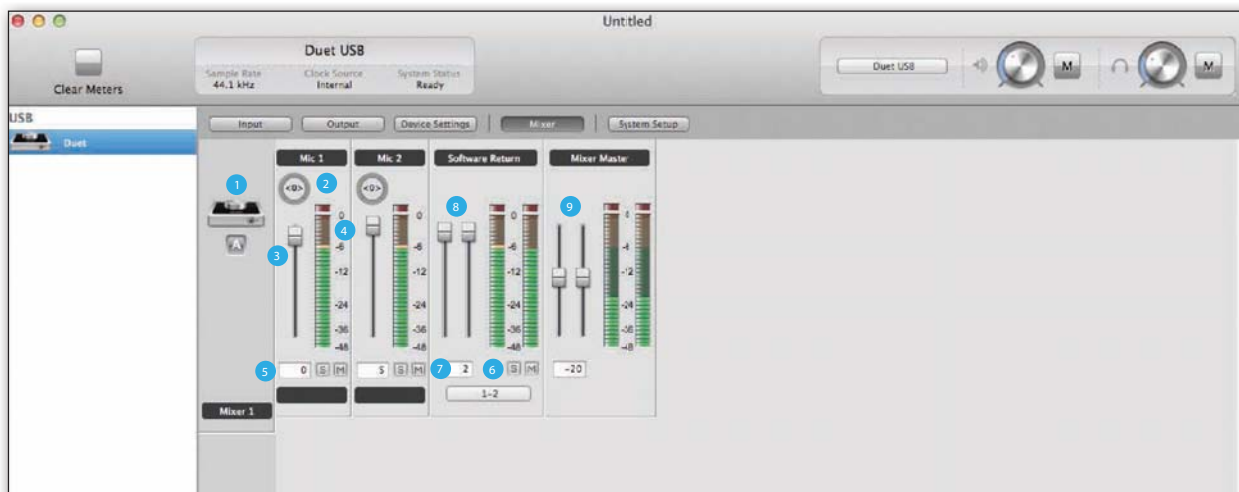 Untitled
Clear Meters
Duet USB
Sample Rate Clock Source System Status
44.1 kHz Internal Ready
Duet USB M M
USB
Duet
Input Output Device Settings Mixer System Setup
Mic 1 Mic 2 Software Return Mixer Master
1 <0> 2 <0> 8 9
A
3 4
0 0 0
-6 -6 -6
-12 -12 -12 -12
-24 -24 -24 -24
-36 -36 -36
-48 -48 -48
5 0 S M 5 S M 7 2 6 S M -20
1-2
Mixer 1